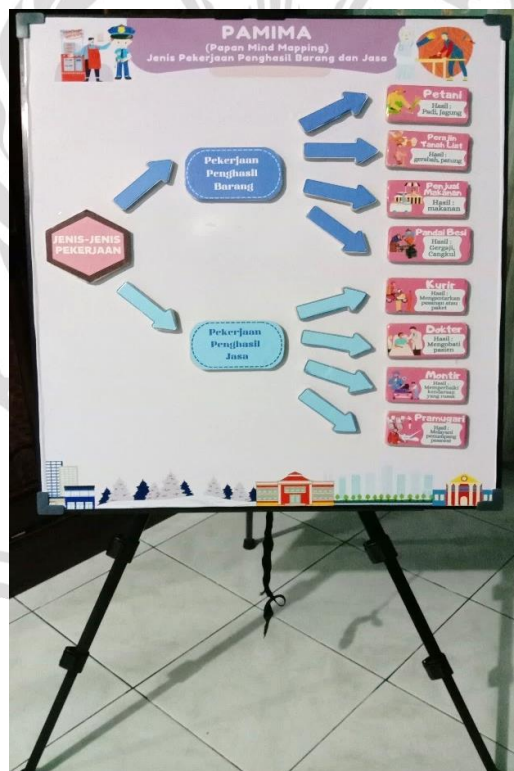 PAMIMA
(Papan Mind Mapping)
Jenis Pekerjaan Penghasil Barang dan Jasa
JENIS-JENIS
PEKERJAAN
Pekerjaan
Penghasil
Barang
Petani
Hasil :
Padi, Jagung
Perajin
Tanah Liat
Hasil :
gerabah, patung
Penjual
Makanan
Hasil :
makanan
Pandai Besi
Hasil :
Gergaji,
Cangkul
Pekerjaan
Penghasil
Jasa
Kurir
Hasil :
Mengantarkan
pesanan atau
paket
Dokter
Hasil :
Mengobati
pasien
Montir
Hasil :
Memperbaiki
kendaraan
yang rusak
Pramugari
Hasil :
Melayani
penumpang
pesawat